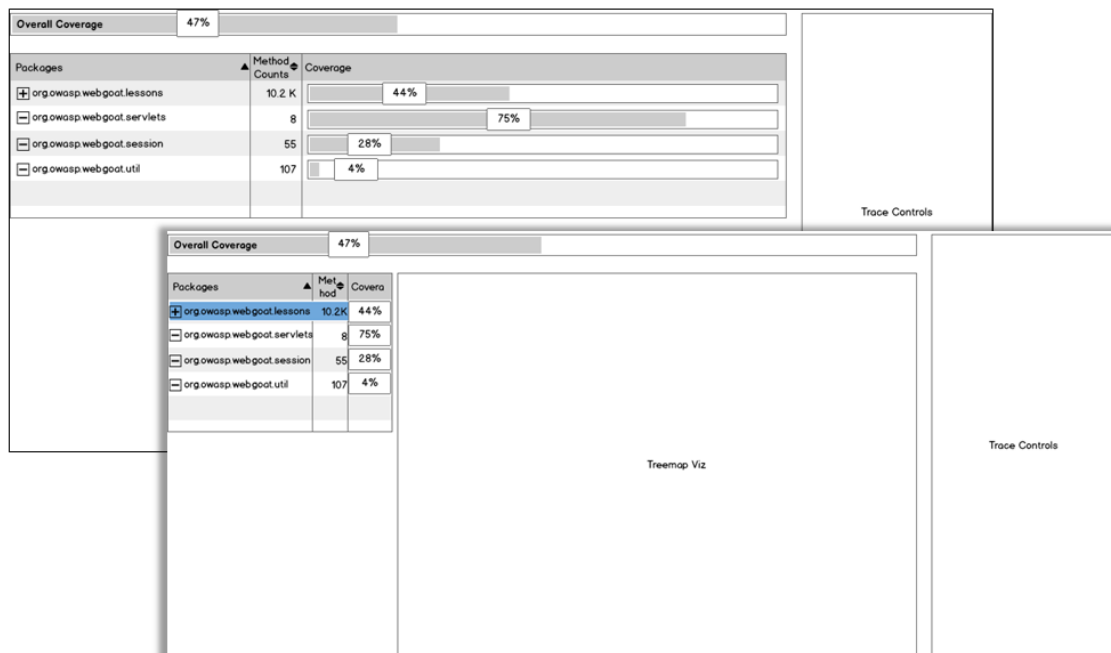 Overall Coverage 47%
Packages Method Counts Coverage
org.owasp.webgoat.lessons 10.2 K 44%
org.owasp.webgoat.servlets 8 75%
org.owasp.webgoat.session 55 28%
org.owasp.webgoat.util 107 4%
Trace Controls
Overall Coverage 47%
Packages Met hod Covera
org.owasp.webgoat.lessons 10.2K 44%
org.owasp.webgoat.servlets 8 75%
org.owasp.webgoat.session 55 28%
org.owasp.webgoat.util 107 4%
Trace Controls
Treemap Viz